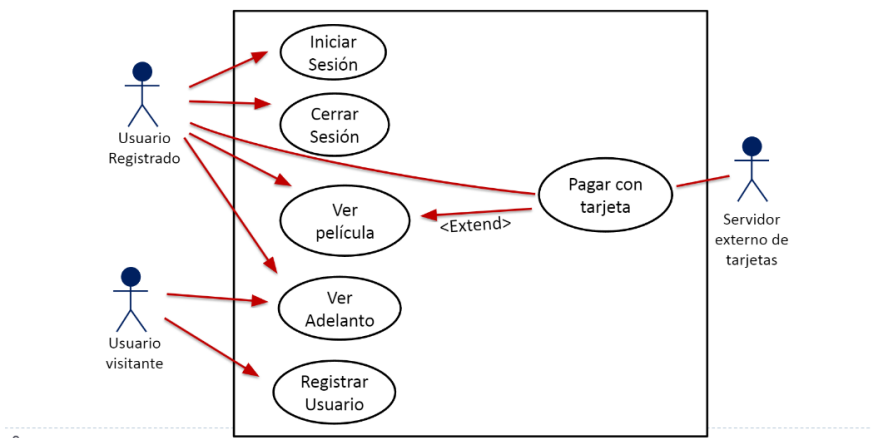 Iniciar
Sesión
Cerrar
Sesión
Usuario
Registrado
Pagar con
tarjeta
Ver
película
<Extend>
Servidor
externo de
tarjetas
Ver
Adelanto
Usuario
visitante
Registrar
Usuario